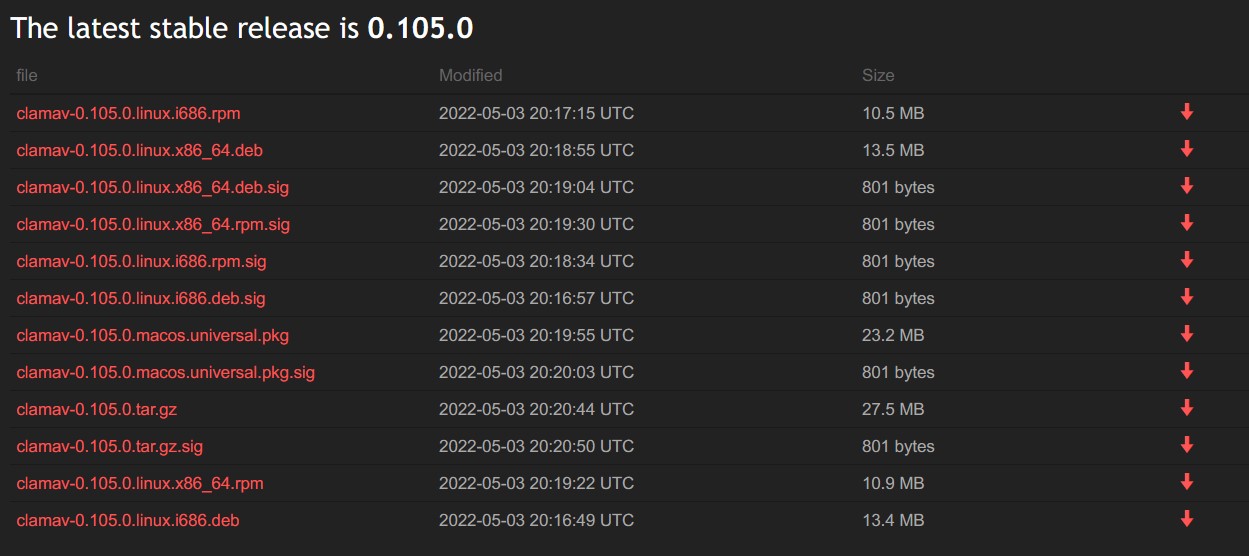 The latest stable release is 0.105.0
file Modified Size
clamav-0.105.0.linux.i686.rpm 2022-05-03 20:17:15 UTC 10.5 MB
clamav-0.105.0.linux.x86_64.deb 2022-05-03 20:18:55 UTC 13.5 MB
clamav-0.105.0.linux.x86_64.deb.sig 2022-05-03 20:19:04 UTC 801 bytes
clamav-0.105.0.linux.x86_64.rpm.sig 2022-05-03 20:19:30 UTC 801 bytes
clamav-0.105.0.linux.i686.rpm.sig 2022-05-03 20:18:34 UTC 801 bytes
clamav-0.105.0.linux.i686.deb.sig 2022-05-03 20:16:57 UTC 801 bytes
clamav-0.105.0.macos.universal.pkg 2022-05-03 20:19:55 UTC 23.2 MB
clamav-0.105.0.macos.universal.pkg.sig 2022-05-03 20:20:03 UTC 801 bytes
clamav-0.105.0.tar.gz 2022-05-03 20:20:44 UTC 27.5 MB
clamav-0.105.0.tar.gz.sig 2022-05-03 20:20:50 UTC 801 bytes
clamav-0.105.0.linux.x86_64.rpm 2022-05-03 20:19:22 UTC 10.9 MB
clamav-0.105.0.linux.i686.deb 2022-05-03 20:16:49 UTC 13.4 MB